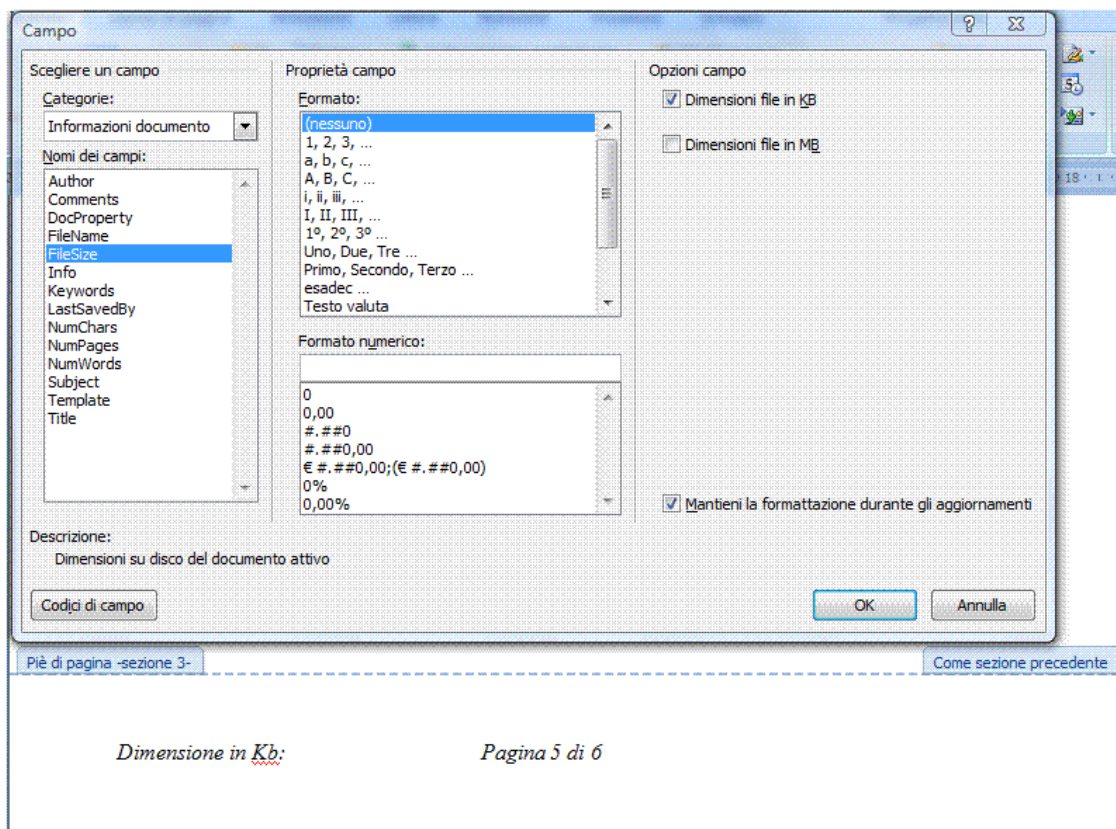 Campo
Scegliere un campo
Categorie:
Informazioni documento
Nomi dei campi:
Author
Comments
DocProperty
FileName
FileSize
Info
Keywords
LastSavedBy
NumChars
NumPages
NumWords
Subject
Template
Title
Proprietà campo
Formato:
(nessuno)
1, 2, 3, ...
a, b, c, ...
A, B, C, ...
i, ii, iii, ...
I, II, III, ...
1º, 2º, 3º ...
Uno, Due, Tre ...
Primo, Secondo, Terzo ...
esadec ...
Testo valuta
Formato numerico:
0
0,00
#.##0
#.##0,00
€ #.##0,00;(€ #.##0,00)
0%
0,00%
Opzioni campo
Dimensioni file in KB
Dimensioni file in MB
Mantieni la formattazione durante gli aggiornamenti
Descrizione:
Dimensioni su disco del documento attivo
Codici di campo
OK
Annulla
18
Piè di pagina -sezione 3-
Come sezione precedente
Dimensione in Kb:
Pagina 5 di 6